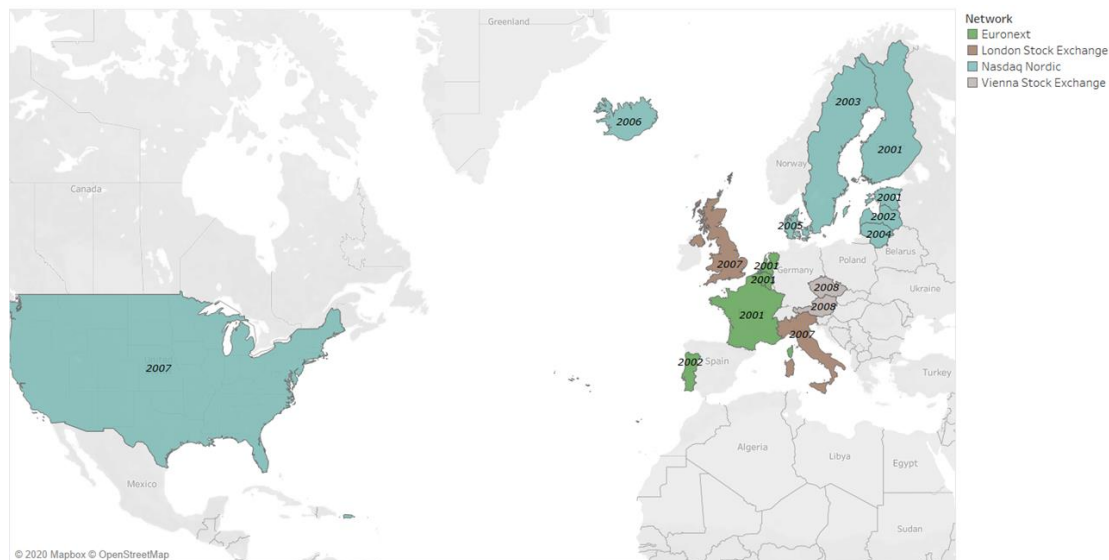 Network
Euronext
London Stock Exchange
Nasdaq Nordic
Vienna Stock Exchange
Greenland
2006
2003
Norway
2001
Canada
2001
2002
2005
2004
Belarus
2007
2001
Germany
Poland
2001
2008
Ukraine
2008
2001
2007
2007
2002
Spain
Turkey
Algeria
Libya
Egypt
Mexico
Sudan
© 2020 Mapbox © OpenStreetMap